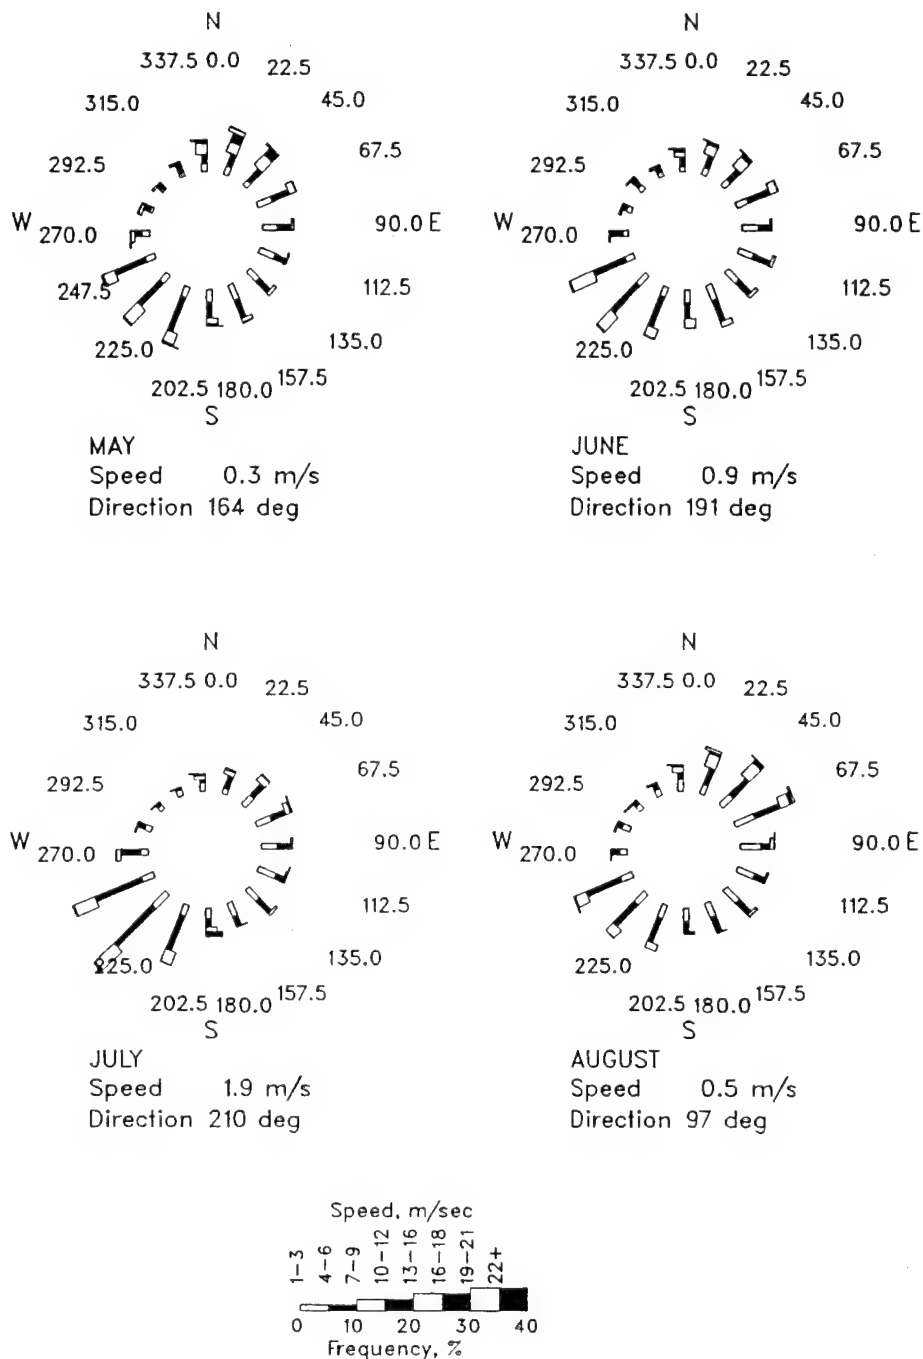 N
337.5 0.0 22.5
315.0 45.0
292.5 67.5
W 270.0 90.0 E
247.5 112.5
225.0 135.0
202.5 180.0 157.5
S
MAY
Speed 0.3 m/s
Direction 164 deg
N
337.5 0.0 22.5
315.0 45.0
292.5 67.5
W 270.0 90.0 E
112.5
225.0 135.0
202.5 180.0 157.5
S
JUNE
Speed 0.9 m/s
Direction 191 deg
N
337.5 0.0 22.5
315.0 45.0
292.5 67.5
W 270.0 90.0 E
112.5
225.0 135.0
202.5 180.0 157.5
S
JULY
Speed 1.9 m/s
Direction 210 deg
N
337.5 0.0 22.5
315.0 45.0
292.5 67.5
W 270.0 90.0 E
112.5
225.0 135.0
202.5 180.0 157.5
S
AUGUST
Speed 0.5 m/s
Direction 97 deg
Speed, m/sec
1-3 4-6 7-9 10-12 13-16 16-18 19-21 22+
0 10 20 30 40
Frequency, %